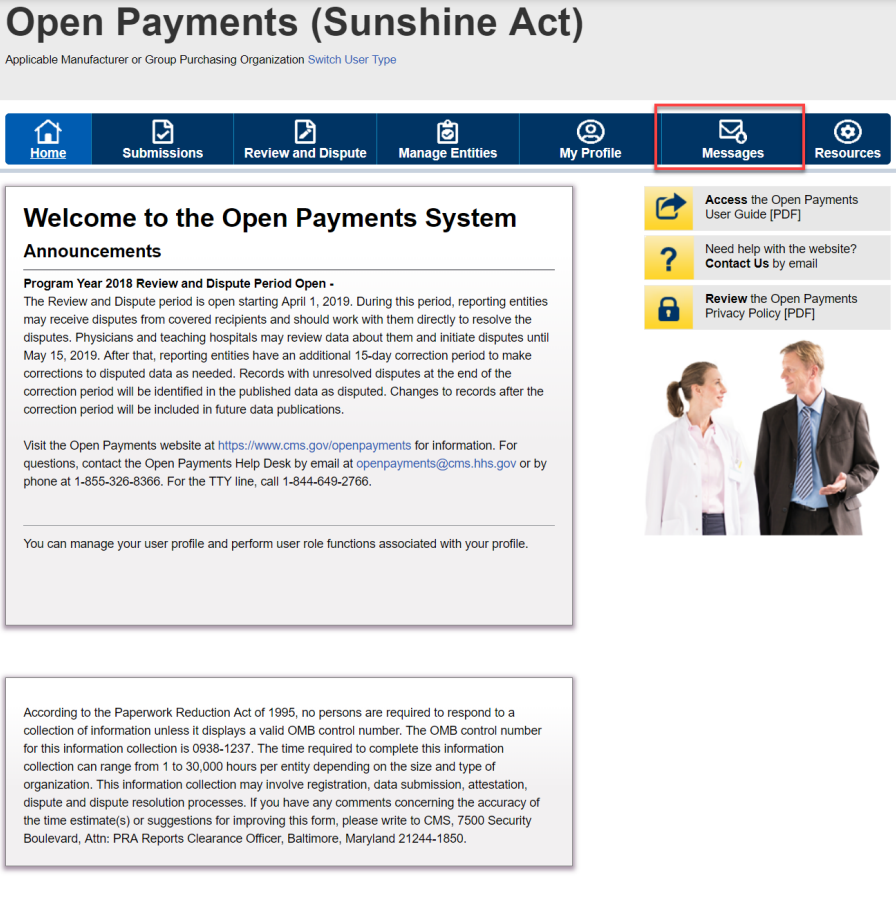 Open Payments (Sunshine Act)
Applicable Manufacturer or Group Purchasing Organization Switch User Type
Home
Submissions
Review and Dispute
Manage Entities
My Profile
Messages
Resources
Welcome to the Open Payments System
Announcements
Program Year 2018 Review and Dispute Period Open -
The Review and Dispute period is open starting April 1, 2019. During this period, reporting entities
may receive disputes from covered recipients and should work with them directly to resolve the
disputes. Physicians and teaching hospitals may review data about them and initiate disputes until
May 15, 2019. After that, reporting entities have an additional 15-day correction period to make
corrections to disputed data as needed. Records with unresolved disputes at the end of the
correction period will be identified in the published data as disputed. Changes to records after the
correction period will be included in future data publications.
Visit the Open Payments website at https://www.cms.gov/openpayments for information. For
questions, contact the Open Payments Help Desk by email at openpayments@cms.hhs.gov or by
phone at 1-855-326-8366. For the TTY line, call 1-844-649-2766.
You can manage your user profile and perform user role functions associated with your profile.
Access the Open Payments
User Guide [PDF]
?
Need help with the website?
Contact Us by email
Review the Open Payments
Privacy Policy [PDF]
According to the Paperwork Reduction Act of 1995, no persons are required to respond to a
collection of information unless it displays a valid OMB control number. The OMB control number
for this information collection is 0938-1237. The time required to complete this information
collection can range from 1 to 30,000 hours per entity depending on the size and type of
organization. This information collection may involve registration, data submission, attestation,
dispute and dispute resolution processes. If you have any comments concerning the accuracy of
the time estimate(s) or suggestions for improving this form, please write to CMS, 7500 Security
Boulevard, Attn: PRA Reports Clearance Officer, Baltimore, Maryland 21244-1850.